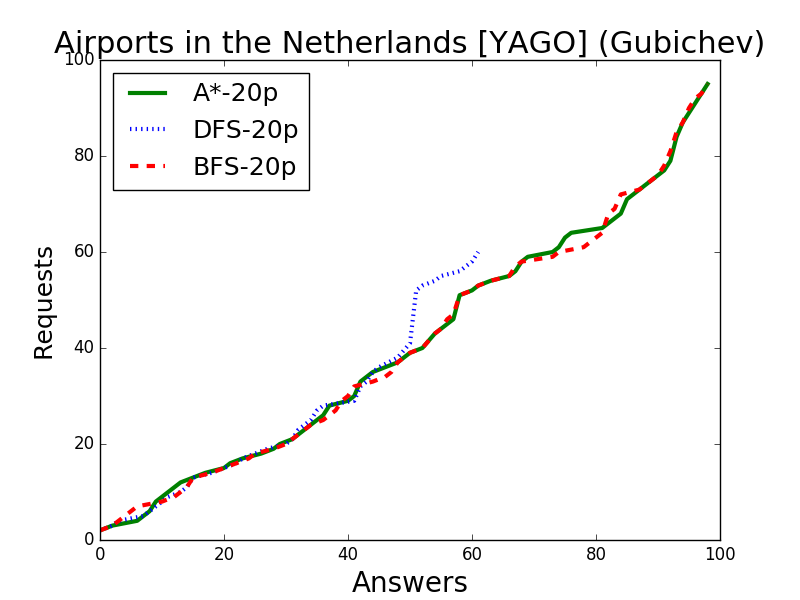 Airports in the Netherlands [YAGO] (Gubichev)
100
A*-20p
DFS-20p
BFS-20p
80
60
40
20
0
Requests
0 20 40 60 80 100
Answers